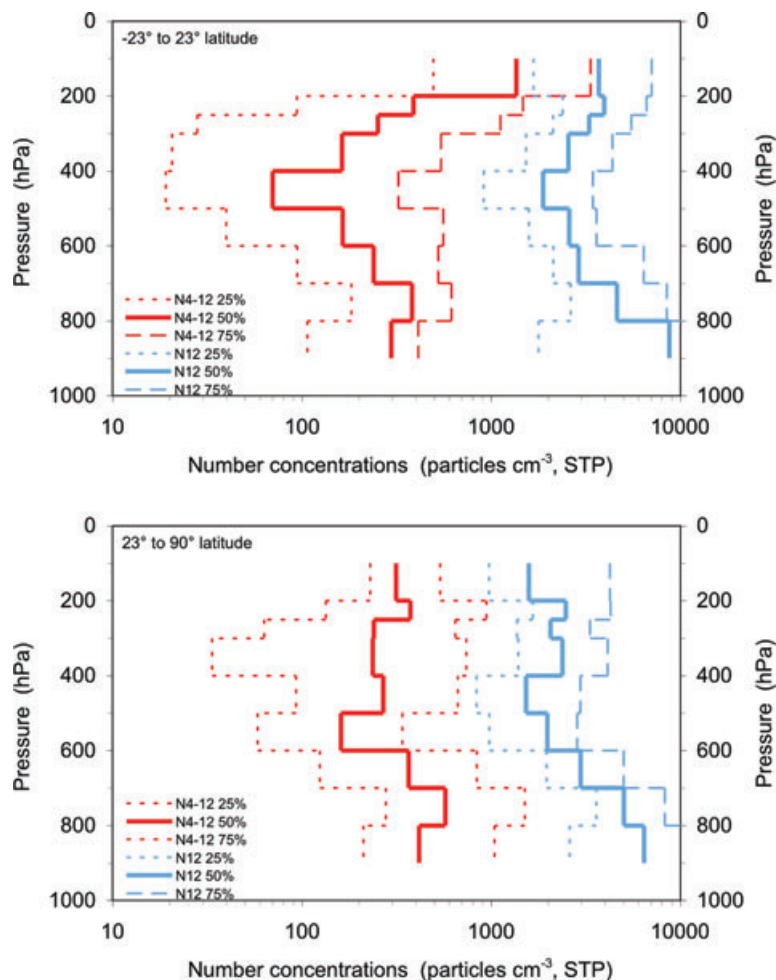 -23° to 23° latitude
0
200
400
600
800
1000
Pressure (hPa)
N4-12 25%
N4-12 50%
N4-12 75%
N12 25%
N12 50%
N12 75%
0
200
400
600
800
1000
Pressure (hPa)
10 100 1000 10000
Number concentrations (particles cm-3, STP)
23° to 90° latitude
0
200
400
600
800
1000
Pressure (hPa)
N4-12 25%
N4-12 50%
N4-12 75%
N12 25%
N12 50%
N12 75%
0
200
400
600
800
1000
Pressure (hPa)
10 100 1000 10000
Number concentrations (particles cm-3, STP)